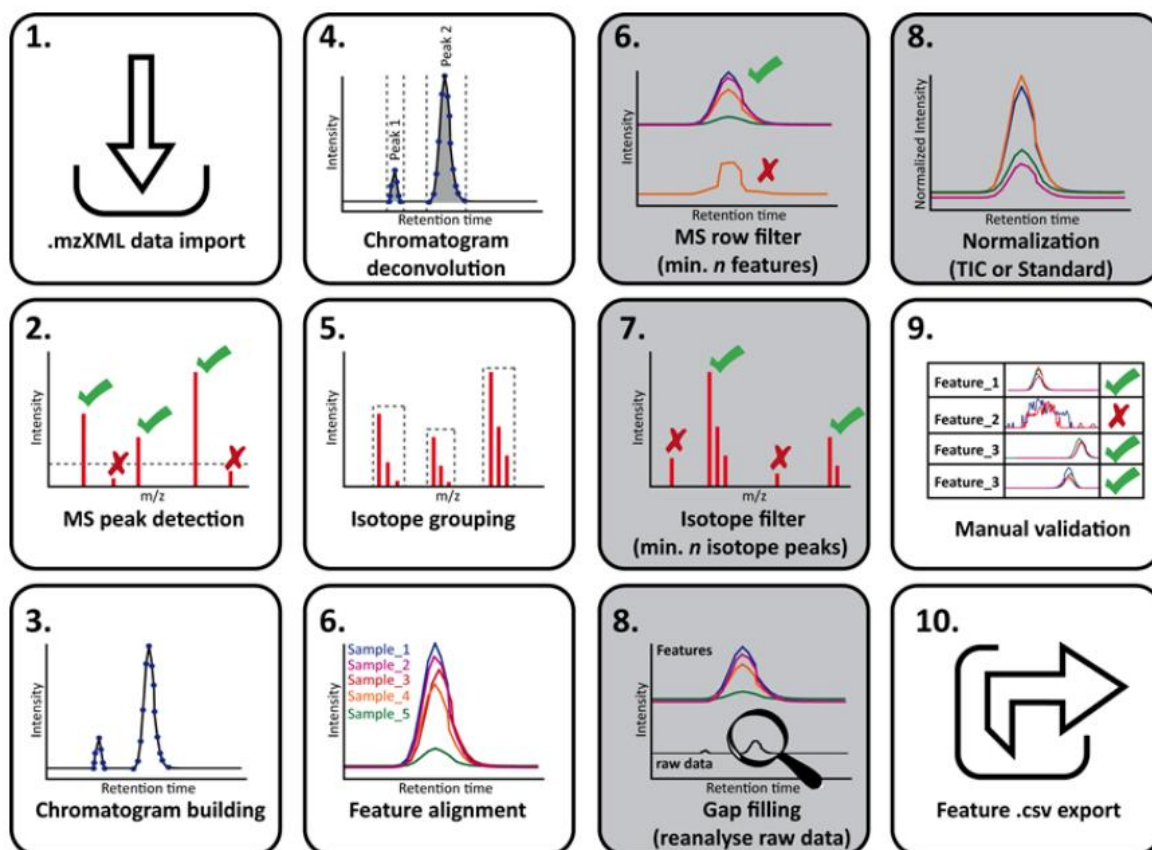 1.
.mzXML data import
2.
Intensity
m/z
MS peak detection
3.
Intensity
Retention time
Chromatogram building
4.
Peak 1
Peak 2
Intensity
Retention time
Chromatogram
deconvolution
5.
Intensity
m/z
Isotope grouping
6.
Sample_1
Sample_2
Sample_3
Sample_4
Sample_5
Intensity
Retention time
Feature alignment
6.
Intensity
Retention time
MS row filter
(min. n features)
7.
Intensity
m/z
Isotope filter
(min. n isotope peaks)
8.
Features
raw data
Intensity
Retention time
Gap filling
(reanalyse raw data)
8.
Normalized Intensity
Retention time
Normalization
(TIC or Standard)
9.
Feature_1
Feature_2
Feature_3
Feature_3
Manual validation
10.
Feature .csv export